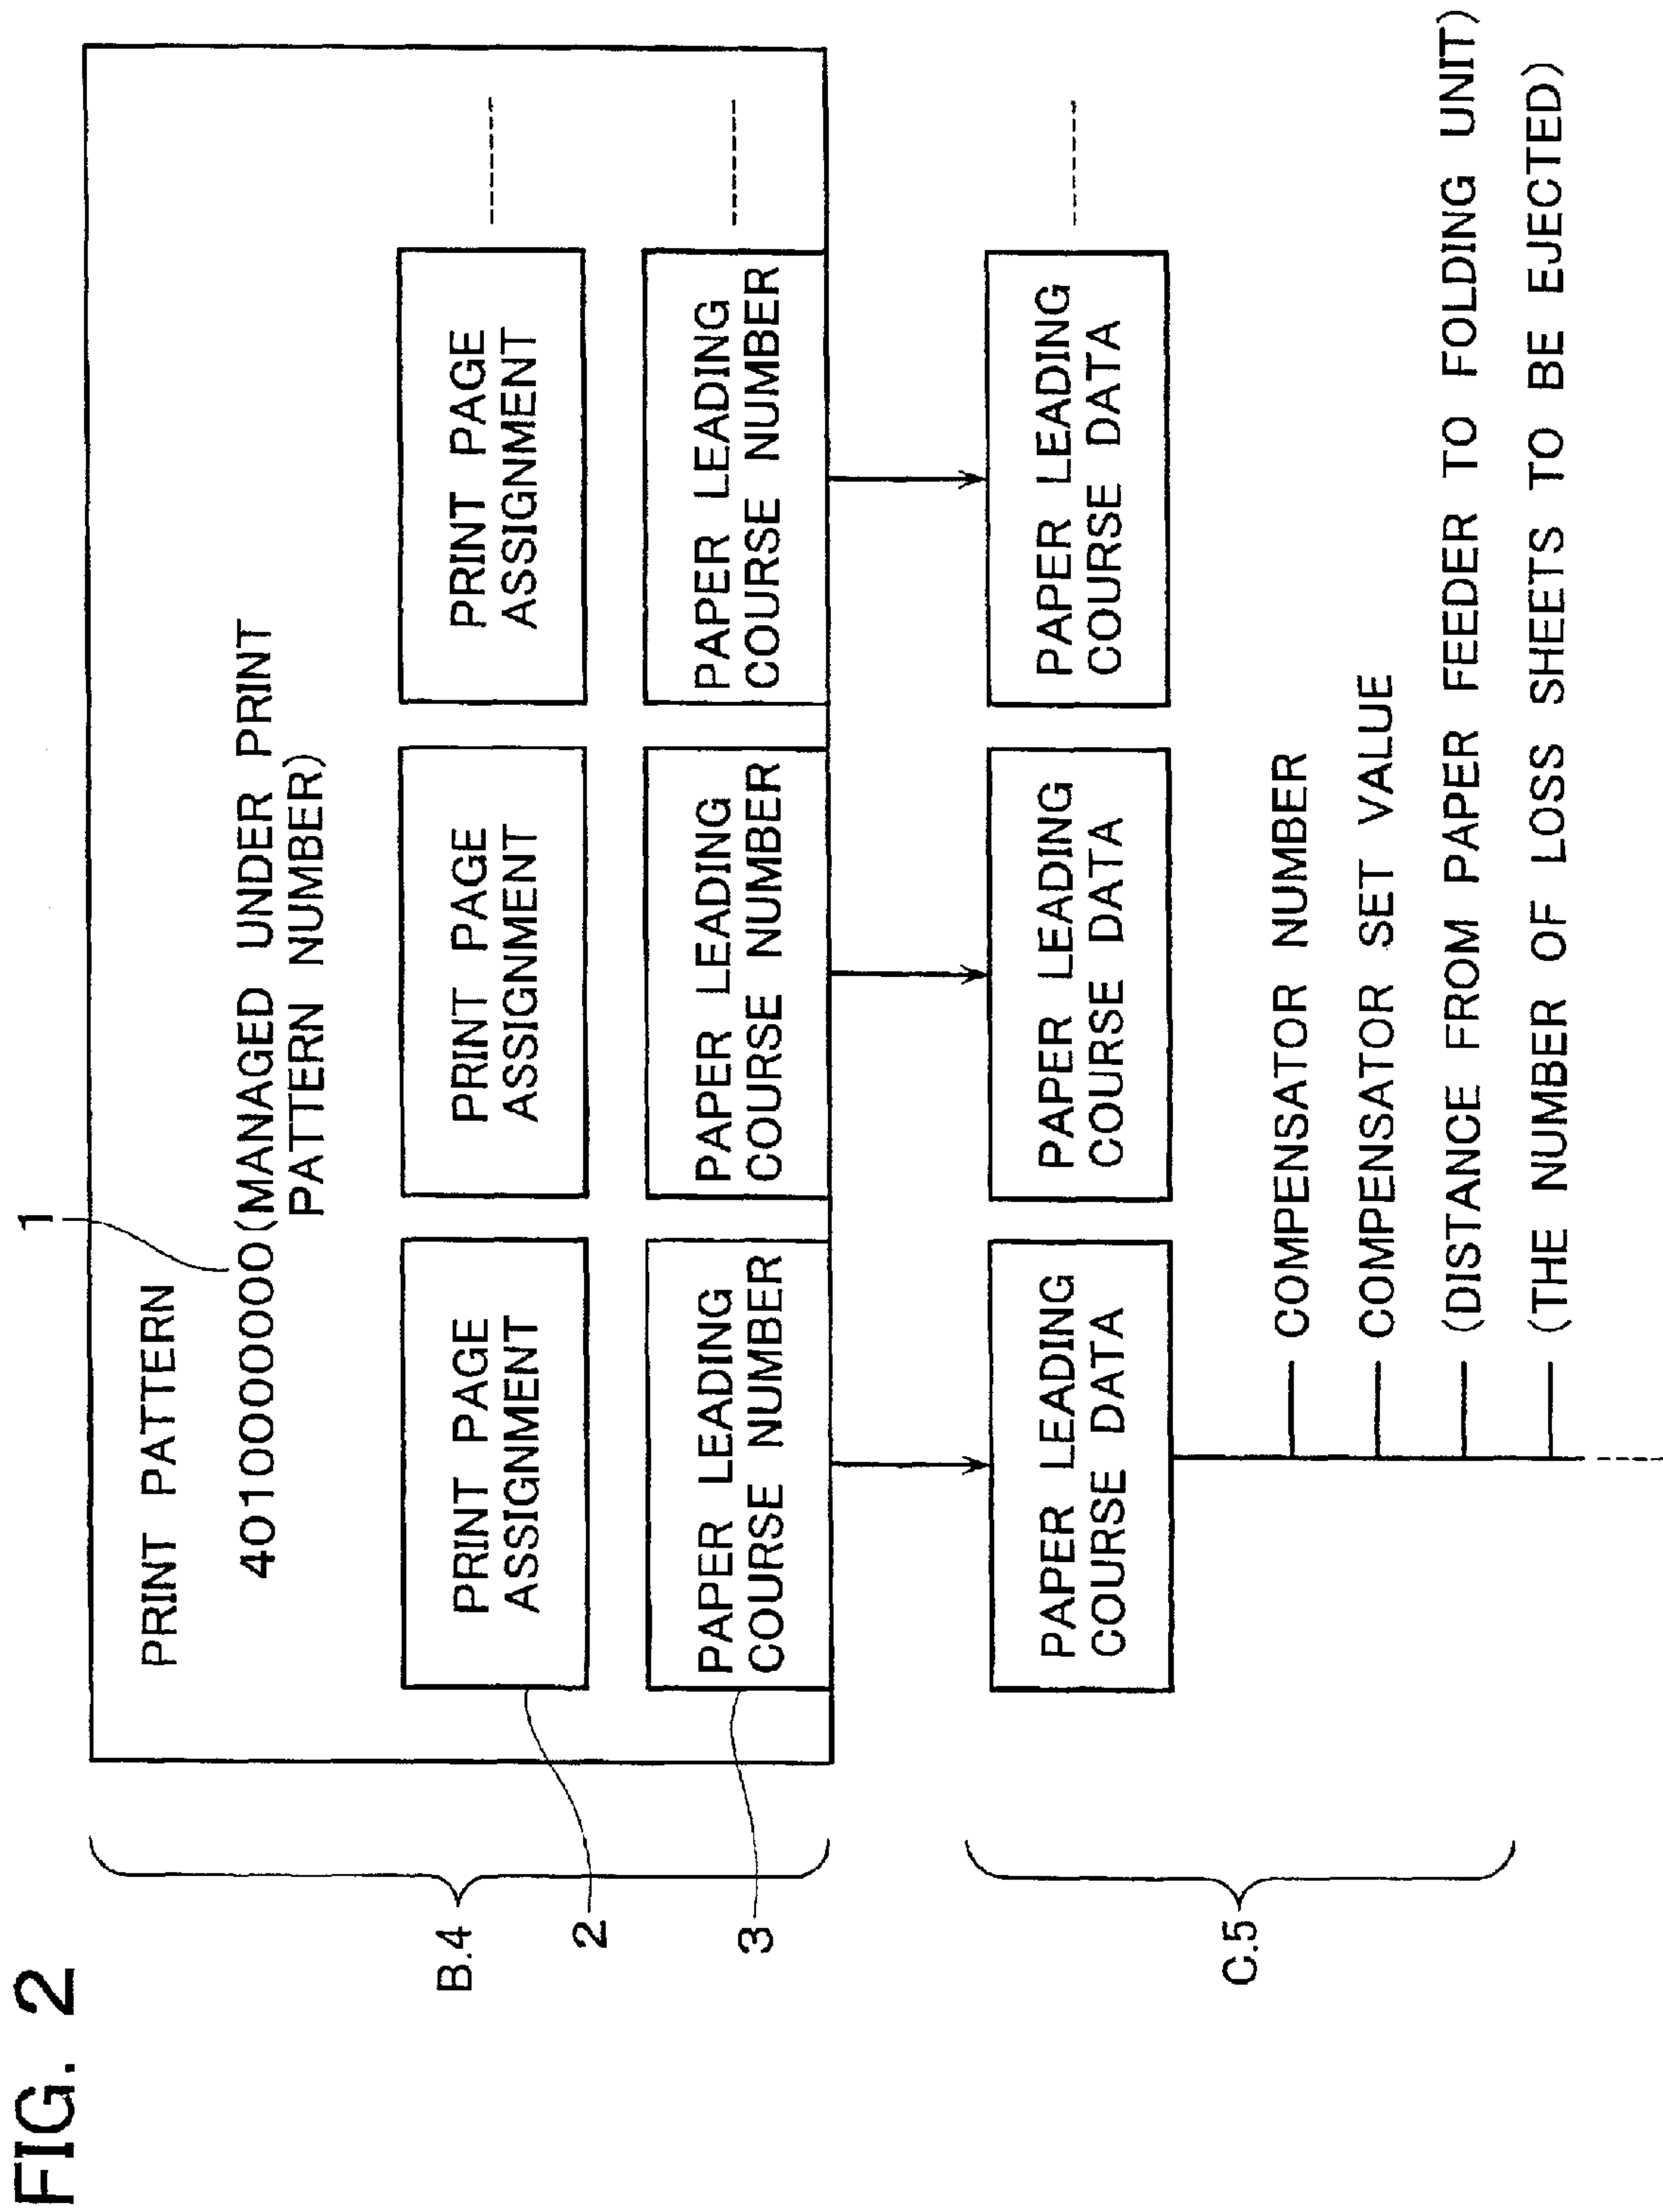 FIG. 2
1
PRINT PATTERN
4010000000(MANAGED UNDER PRINT
PATTERN NUMBER)
B.4
PRINT PAGE
ASSIGNMENT
PRINT PAGE
ASSIGNMENT
PRINT PAGE
ASSIGNMENT
2
PAPER LEADING
COURSE NUMBER
PAPER LEADING
COURSE NUMBER
PAPER LEADING
COURSE NUMBER
3
PAPER LEADING
COURSE DATA
PAPER LEADING
COURSE DATA
PAPER LEADING
COURSE DATA
C.5
COMPENSATOR NUMBER
COMPENSATOR SET VALUE
(DISTANCE FROM PAPER FEEDER TO FOLDING UNIT)
(THE NUMBER OF LOSS SHEETS TO BE EJECTED)